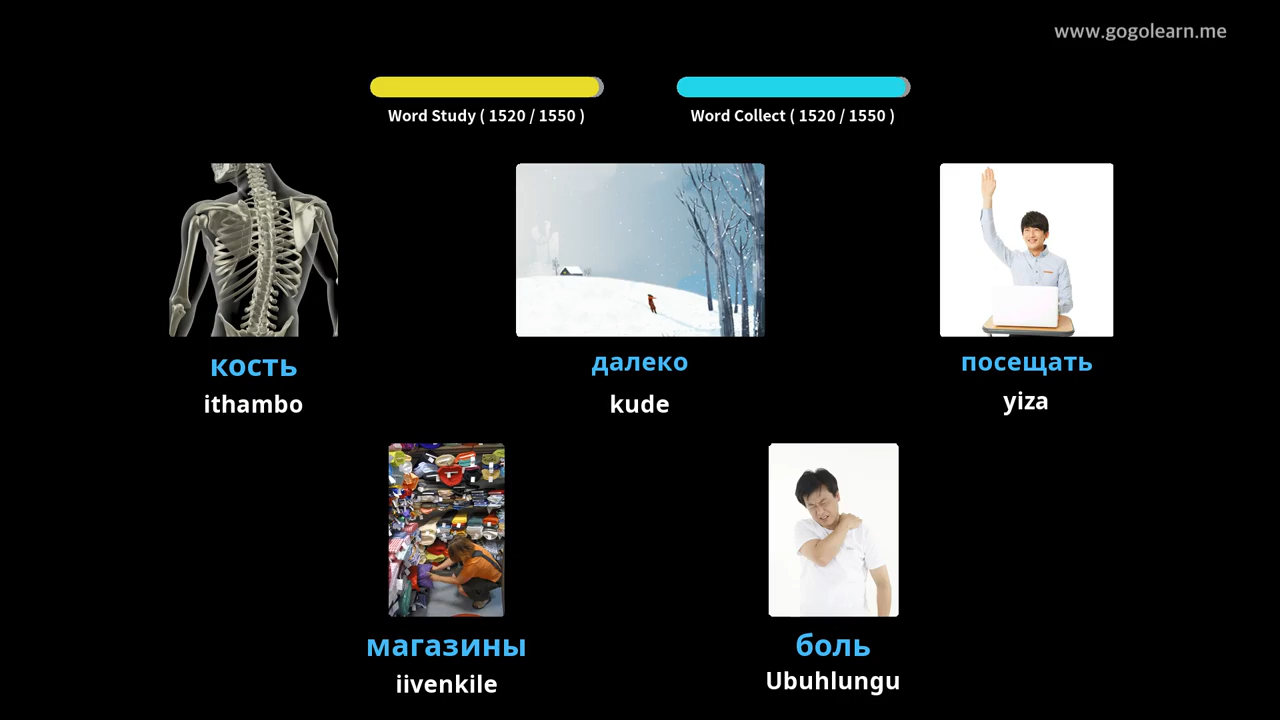 www.gogolearn.me
Word Study ( 1520 / 1550 )
Word Collect ( 1520 / 1550 )
кость
ithambo
далеко
kude
посещать
yiza
магазины
iivenkile
боль
Ubuhlungu